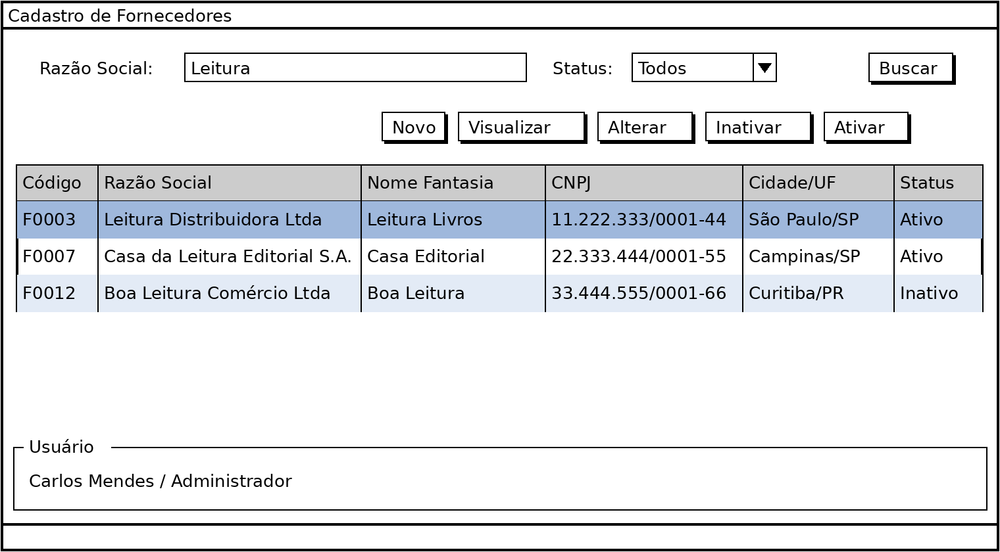 Cadastro de Fornecedores
Razão Social: Leitura Status: Todos Buscar
Novo Visualizar Alterar Inativar Ativar
Código Razão Social Nome Fantasia CNPJ Cidade/UF Status
F0003 Leitura Distribuidora Ltda Leitura Livros 11.222.333/0001-44 São Paulo/SP Ativo
F0007 Casa da Leitura Editorial S.A. Casa Editorial 22.333.444/0001-55 Campinas/SP Ativo
F0012 Boa Leitura Comércio Ltda Boa Leitura 33.444.555/0001-66 Curitiba/PR Inativo
Usuário
Carlos Mendes / Administrador